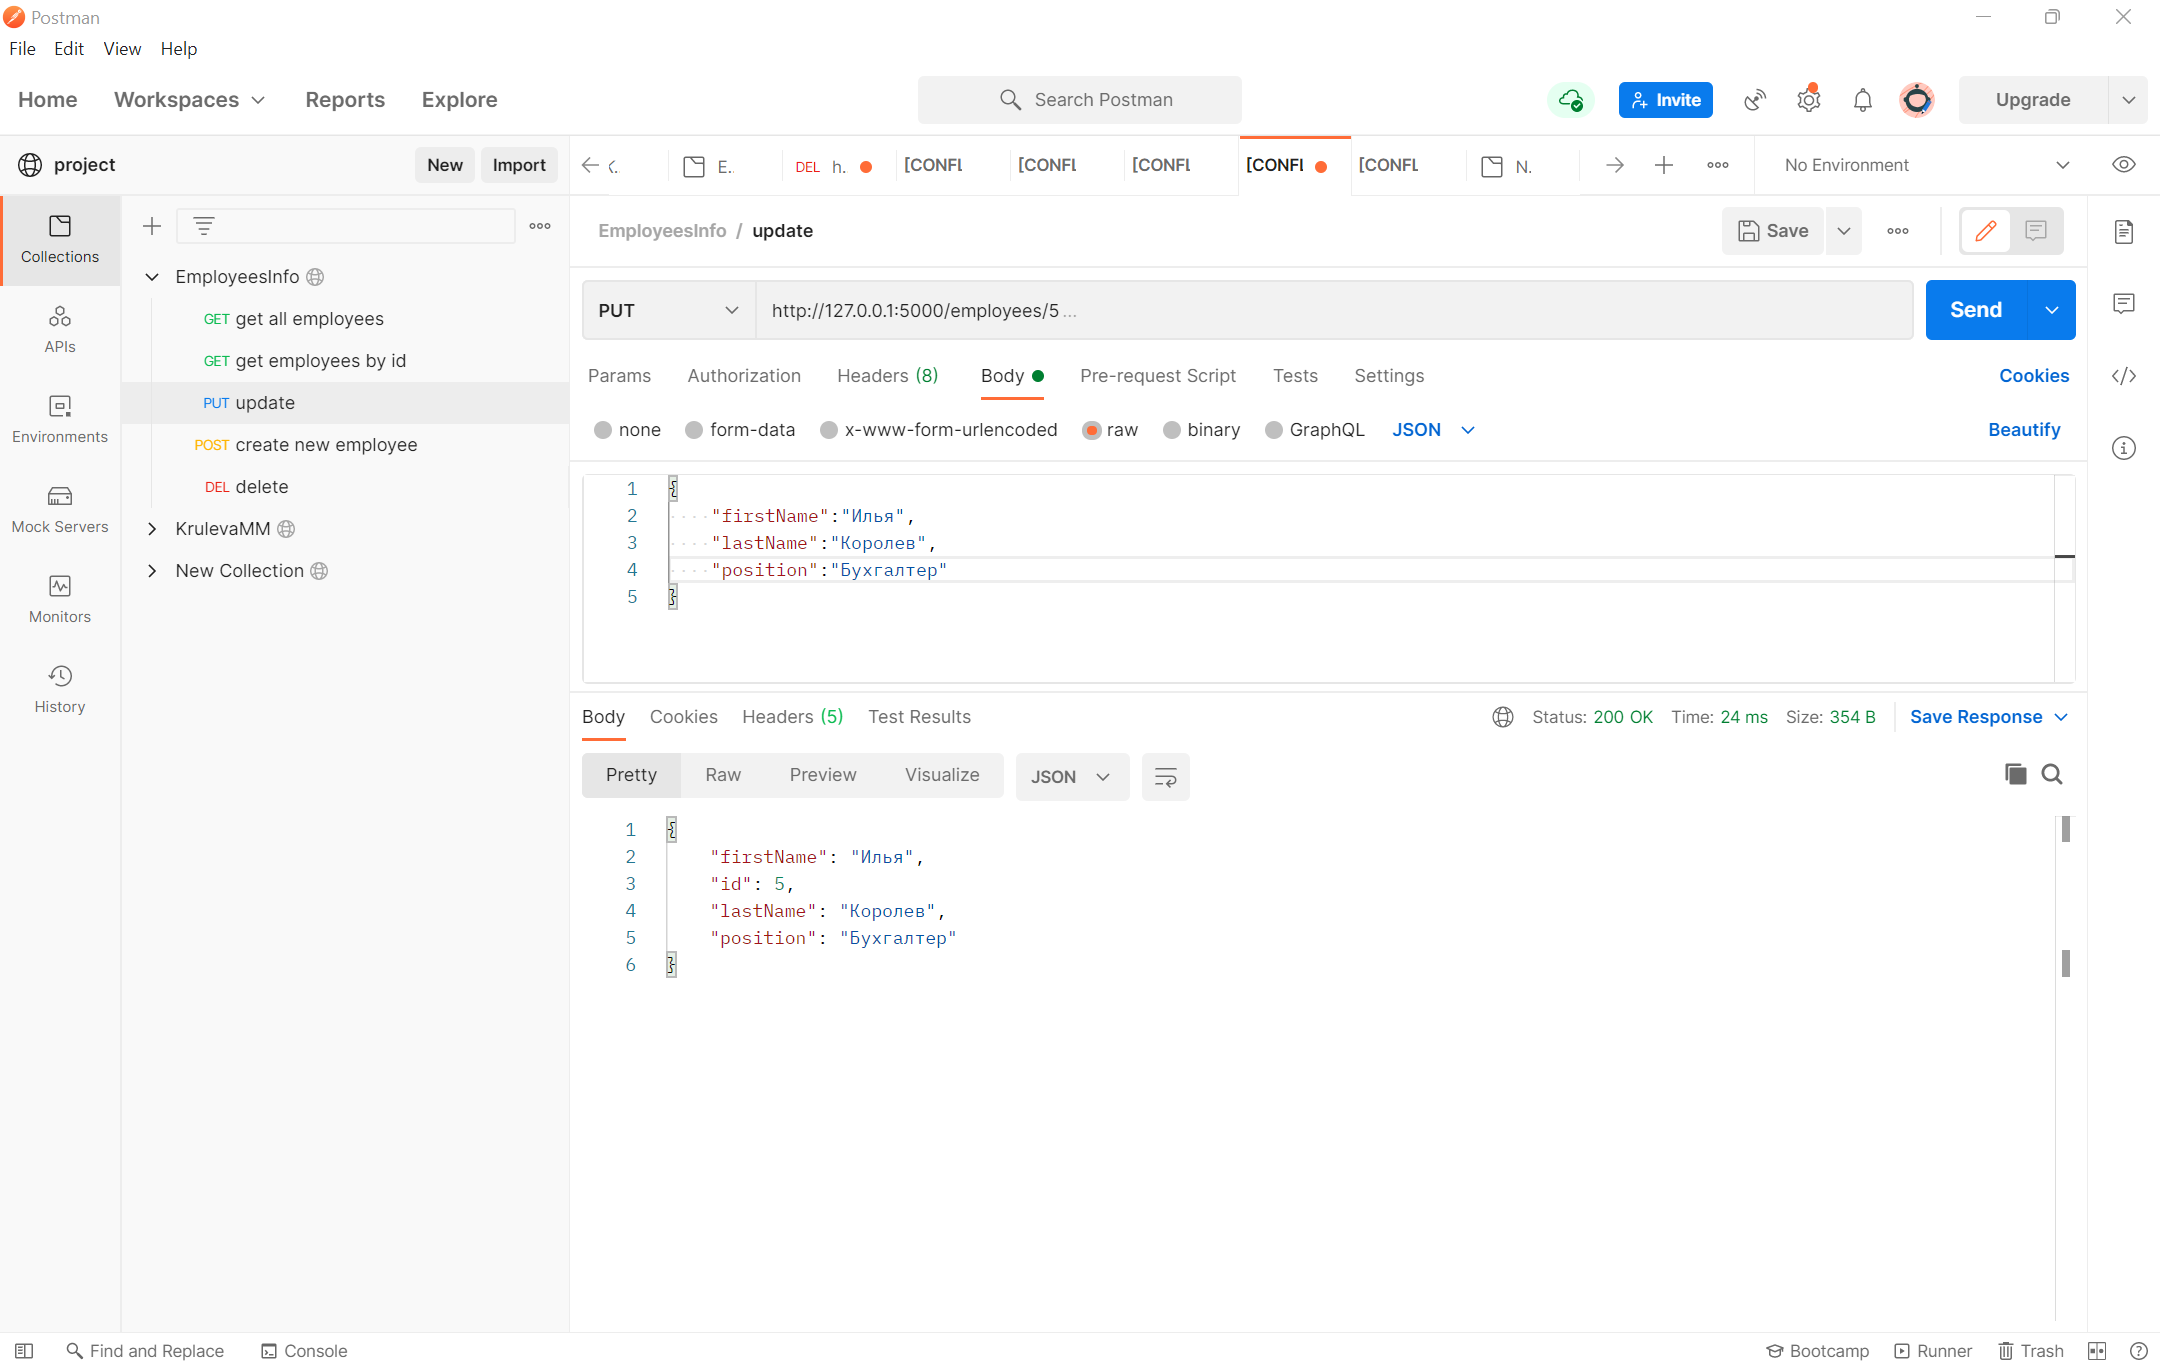 Postman
File Edit View Help
Home Workspaces Reports Explore Search Postman Invite Upgrade
project New Import
E.. DEL h. [CONFL [CONFL [CONFL [CONFL [CONFL N. No Environment
Collections
APIs
Environments
Mock Servers
Monitors
History
EmployeesInfo
GET get all employees
GET get employees by id
PUT update
POST create new employee
DEL delete
KrulevaMM
New Collection
EmployeesInfo / update Save
PUT http://127.0.0.1:5000/employees/5 ... Send
Params Authorization Headers (8) Body Pre-request Script Tests Settings Cookies
none form-data x-www-form-urlencoded raw binary GraphQL JSON Beautify
1 {
2 "firstName":"Илья",
3 "lastName":"Королев",
4 "position":"Бухгалтер"
5 }
Body Cookies Headers (5) Test Results Status: 200 OK Time: 24 ms Size: 354 B Save Response
Pretty Raw Preview Visualize JSON
1 {
2 "firstName": "Илья",
3 "id": 5,
4 "lastName": "Королев",
5 "position": "Бухгалтер"
6 }
Find and Replace Console Bootcamp Runner Trash